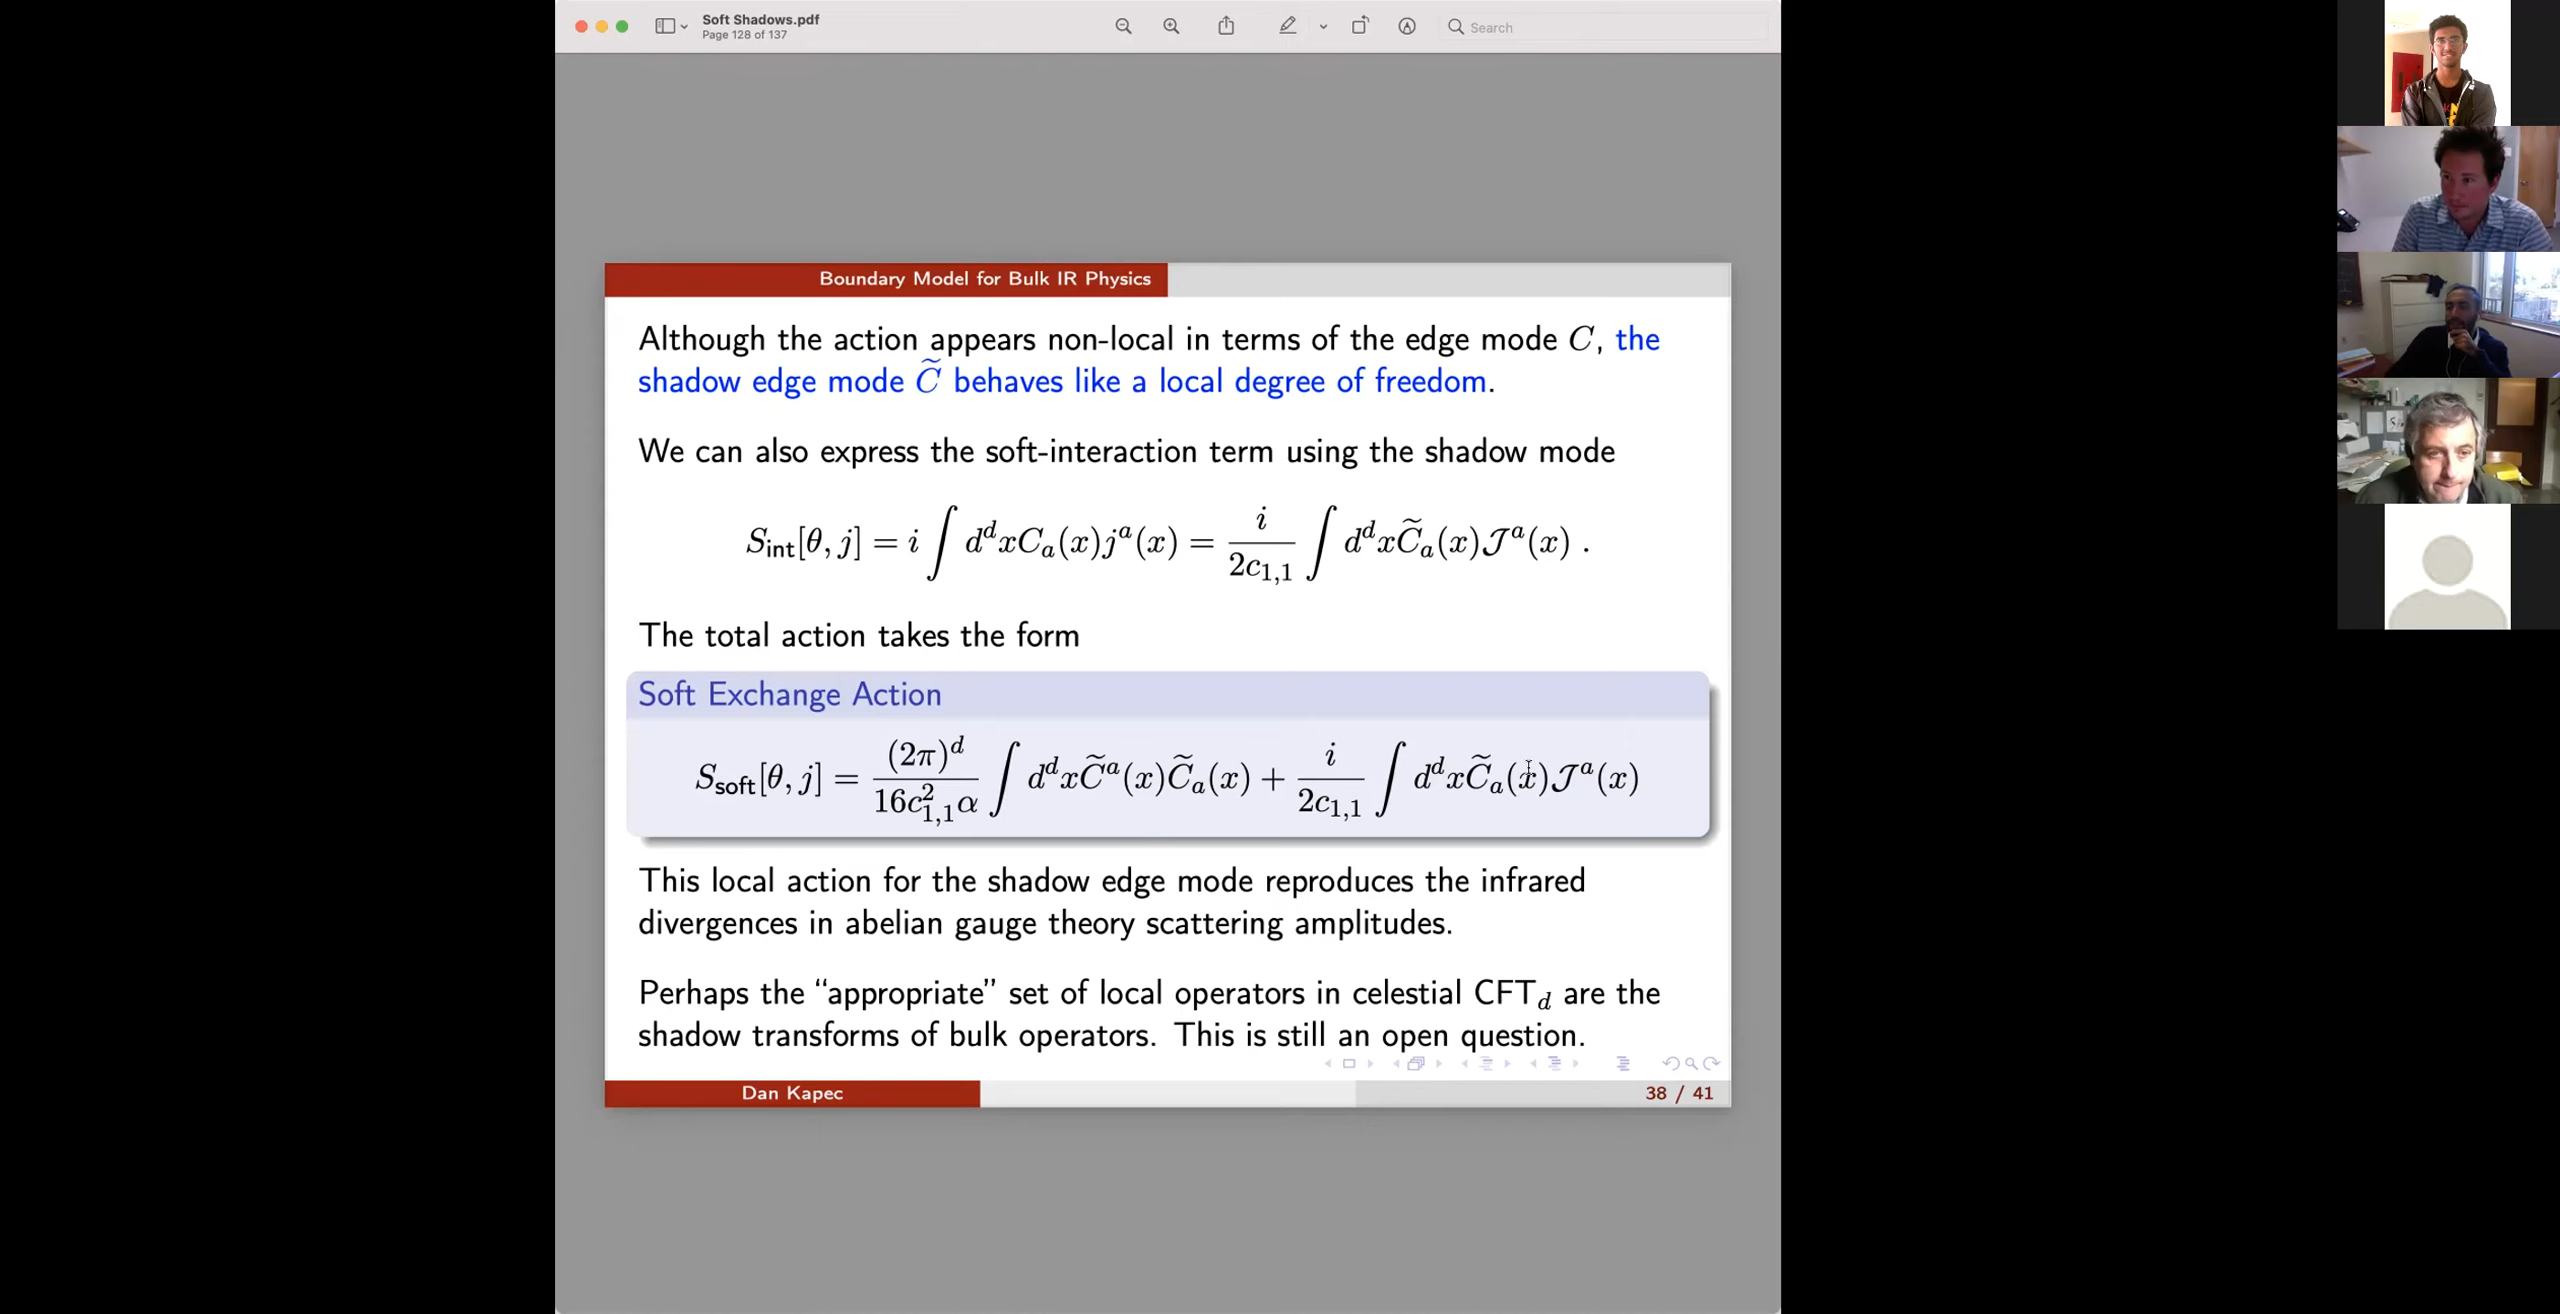 Soft Shadows.pdf
Page 128 of 137
Search
Boundary Model for Bulk IR Physics
Although the action appears non-local in terms of the edge mode C, the
shadow edge mode C̃ behaves like a local degree of freedom.
We can also express the soft-interaction term using the shadow mode
S_int[θ, j] = i ∫ d^d x C_a(x) j^a(x) = i/(2c_{1,1}) ∫ d^d x C̃_a(x) 𝒥^a(x) .
The total action takes the form
Soft Exchange Action
S_soft[θ, j] = (2π)^d/(16c_{1,1}^2 α) ∫ d^d x C̃^a(x) C̃_a(x) + i/(2c_{1,1}) ∫ d^d x C̃_a(x) 𝒥^a(x)
This local action for the shadow edge mode reproduces the infrared
divergences in abelian gauge theory scattering amplitudes.
Perhaps the “appropriate” set of local operators in celestial CFT_d are the
shadow transforms of bulk operators. This is still an open question.
Dan Kapec
38 / 41